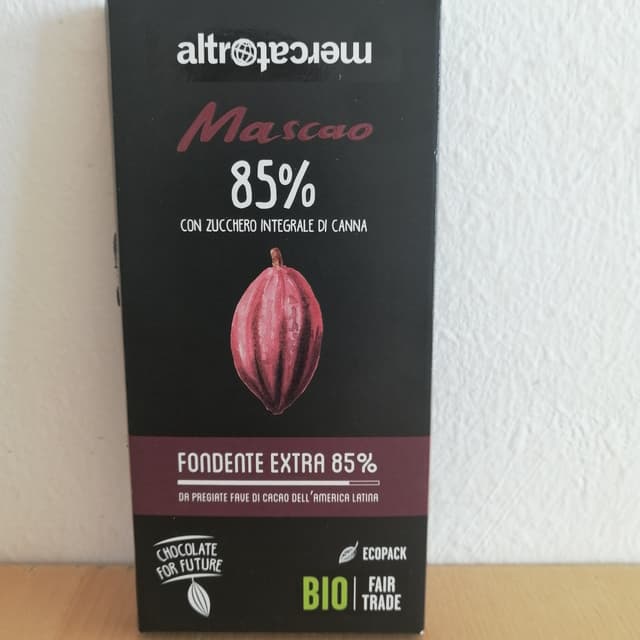 altromercato
Mascao
85%
CON ZUCCHERO INTEGRALE DI CANNA
FONDENTE EXTRA 85%
DA PREGIATE FAVE DI CACAO DELL'AMERICA LATINA
CHOCOLATE
FOR FUTURE
ECOPACK
BIO | FAIR
TRADE